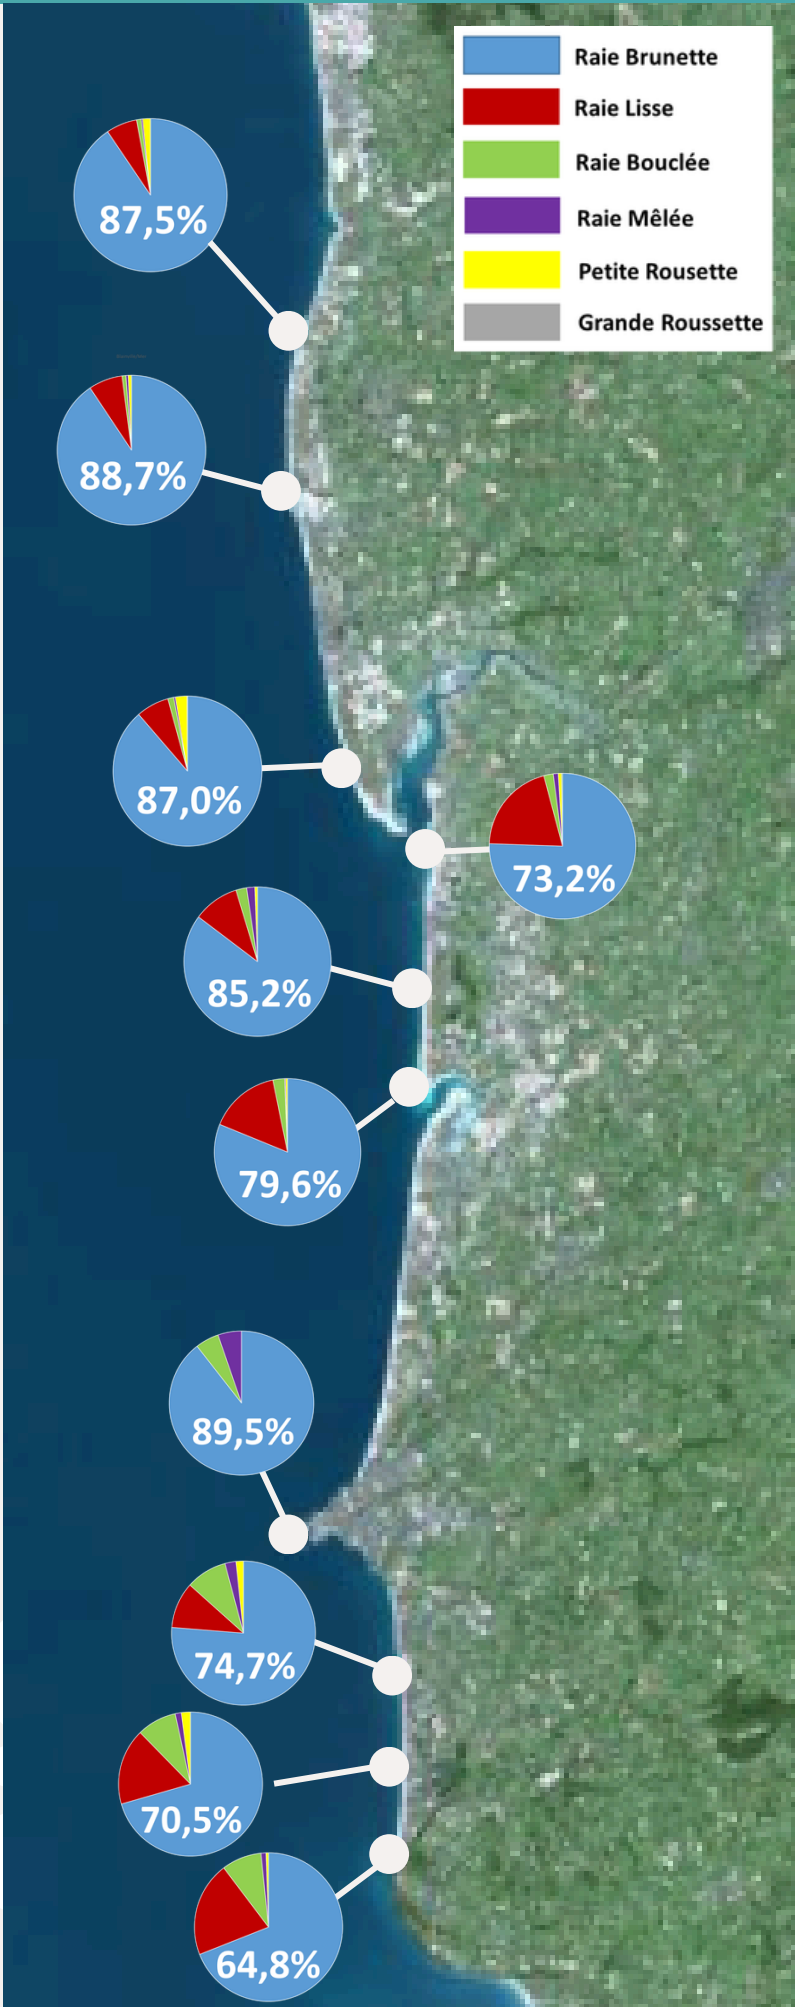 Raie Brunette
Raie Lisse
Raie Bouclée
Raie Mêlée
Petite Rousette
Grande Roussette
87,5%
88,7%
87,0%
73,2%
85,2%
79,6%
89,5%
74,7%
70,5%
64,8%